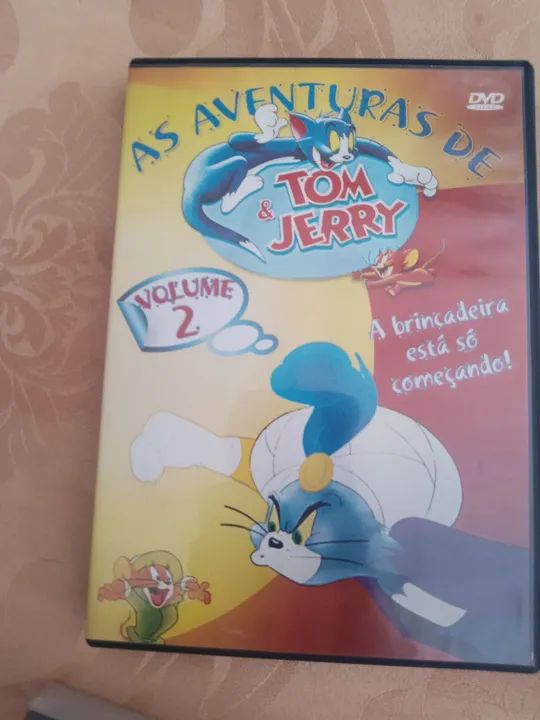 AS AVENTURAS DE
DVD
TOM
& JERRY
VOLUME
2
A brincadeira
está só
começando!